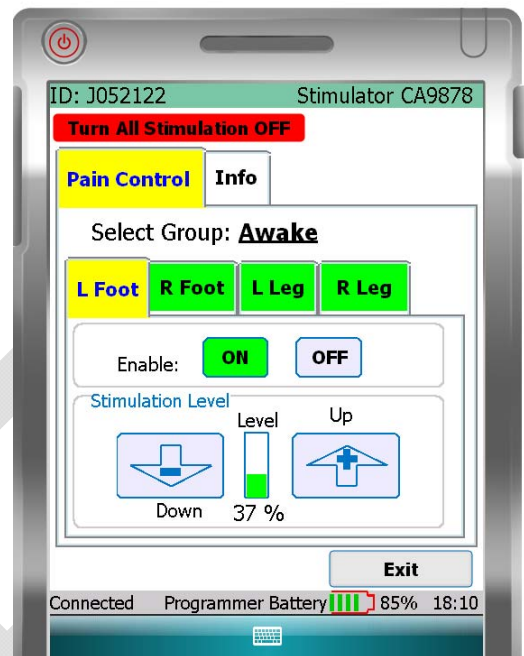 ID: J052122 Stimulator CA9878
Turn All Stimulation OFF
Pain Control Info
Select Group: Awake
L Foot R Foot L Leg R Leg
Enable: ON OFF
Stimulation Level
Level Up
Down 37 %
Exit
Connected Programmer Battery 85% 18:10